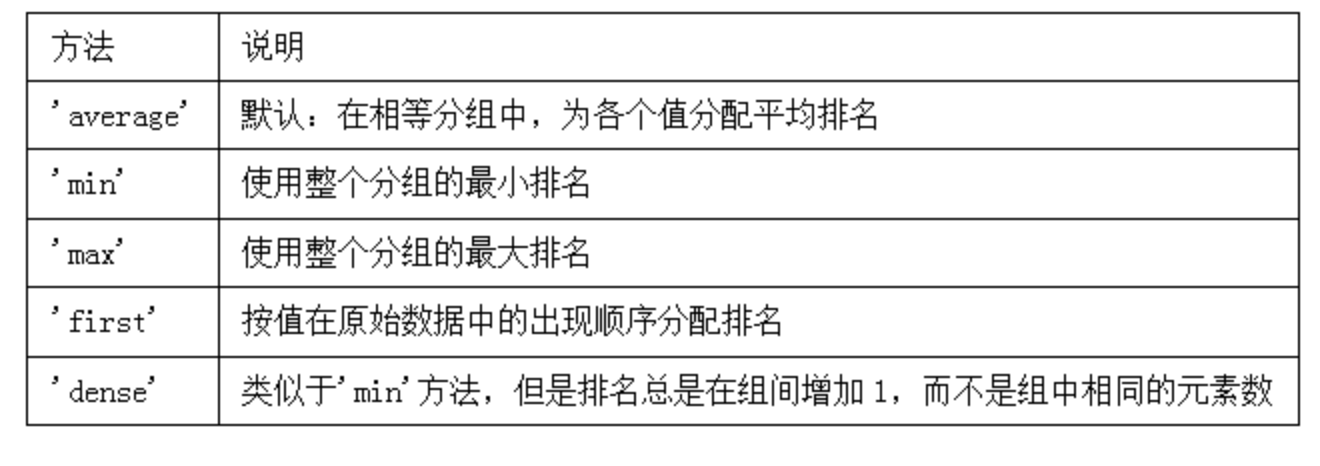 方法 说明
'average' 默认：在相等分组中，为各个值分配平均排名
'min' 使用整个分组的最小排名
'max' 使用整个分组的最大排名
'first' 按值在原始数据中的出现顺序分配排名
'dense' 类似于'min'方法，但是排名总是在组间增加1，而不是组中相同的元素数